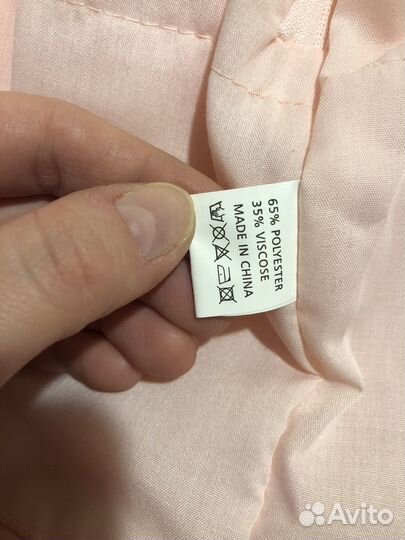 65% POLYESTER
35% VISCOSE
MADE IN CHINA
Avito